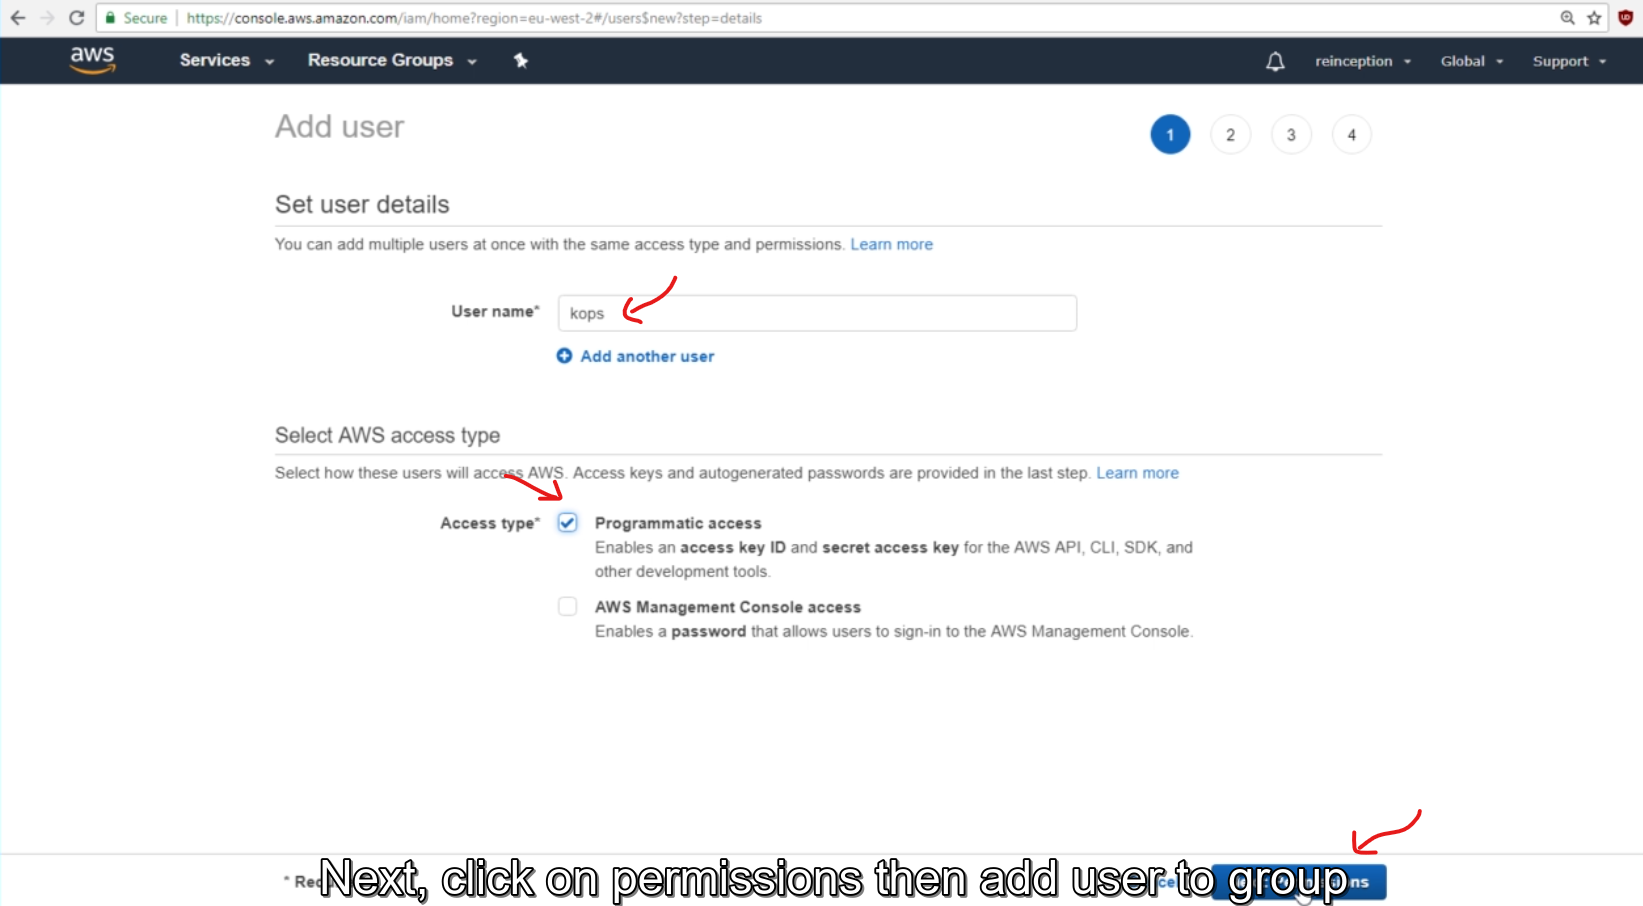 Secure | https://console.aws.amazon.com/iam/home?region=eu-west-2#/users$new?step=details
aws Services Resource Groups reinception Global Support
Add user
1 2 3 4
Set user details
You can add multiple users at once with the same access type and permissions. Learn more
User name* kops
Add another user
Select AWS access type
Select how these users will access AWS. Access keys and autogenerated passwords are provided in the last step. Learn more
Access type* Programmatic access
Enables an access key ID and secret access key for the AWS API, CLI, SDK, and
other development tools.
AWS Management Console access
Enables a password that allows users to sign-in to the AWS Management Console.
Next, click on permissions then add user to group